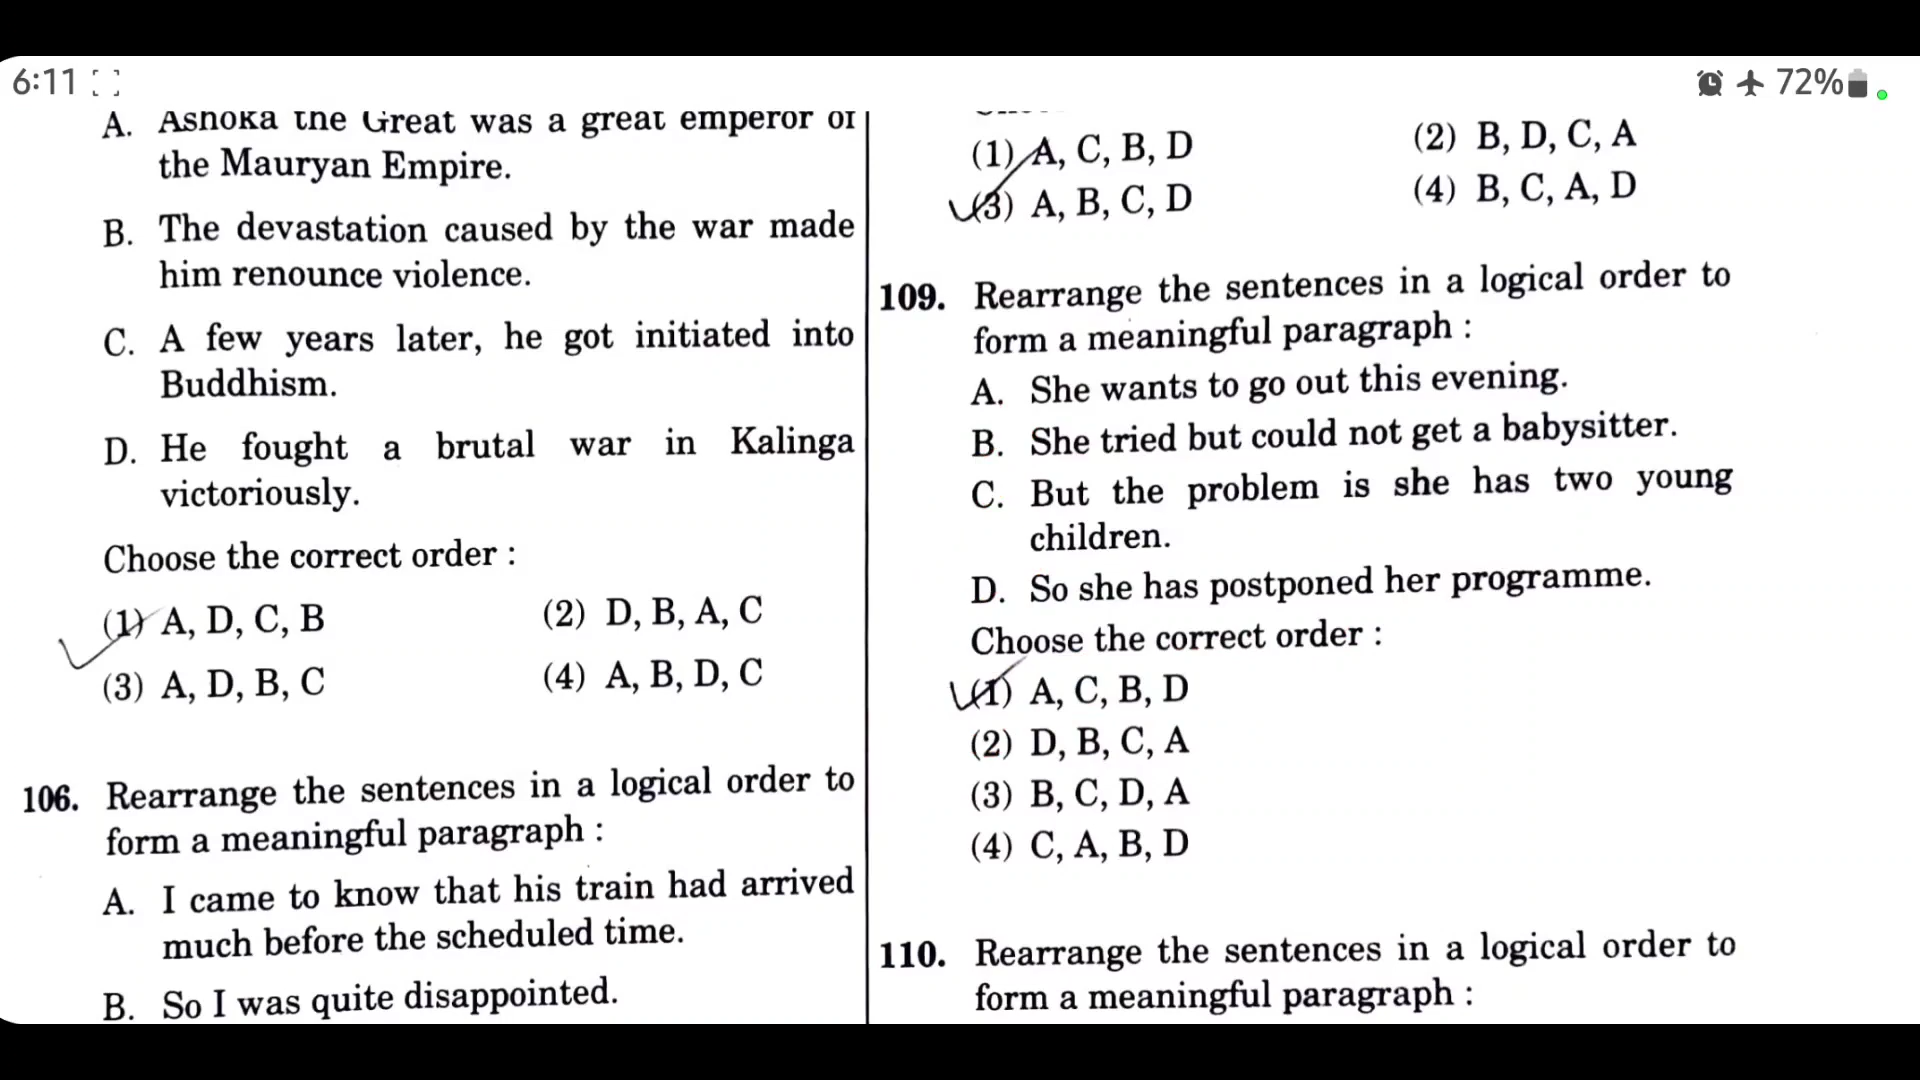 6:11
72%
A. Ashoka the Great was a great emperor of
the Mauryan Empire.
B. The devastation caused by the war made
him renounce violence.
C. A few years later, he got initiated into
Buddhism.
D. He fought a brutal war in Kalinga
victoriously.
Choose the correct order :
(1) A, D, C, B
(2) D, B, A, C
(3) A, D, B, C
(4) A, B, D, C
106. Rearrange the sentences in a logical order to
form a meaningful paragraph :
A. I came to know that his train had arrived
much before the scheduled time.
B. So I was quite disappointed.
(1) A, C, B, D
(2) B, D, C, A
(3) A, B, C, D
(4) B, C, A, D
109. Rearrange the sentences in a logical order to
form a meaningful paragraph :
A. She wants to go out this evening.
B. She tried but could not get a babysitter.
C. But the problem is she has two young
children.
D. So she has postponed her programme.
Choose the correct order :
(1) A, C, B, D
(2) D, B, C, A
(3) B, C, D, A
(4) C, A, B, D
110. Rearrange the sentences in a logical order to
form a meaningful paragraph :